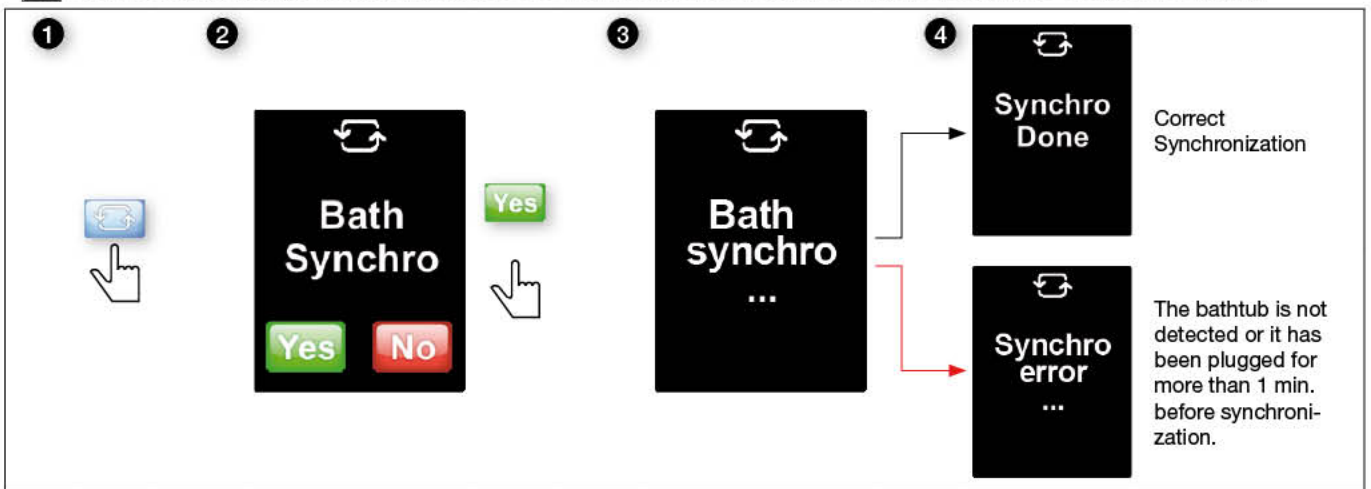 1
2
3
4
Bath
Synchro
Yes
No
Yes
Bath
synchro
...
Synchro
Done
Correct
Synchronization
Synchro
error
...
The bathtub is not
detected or it has
been plugged for
more than 1 min.
before synchroni-
zation.